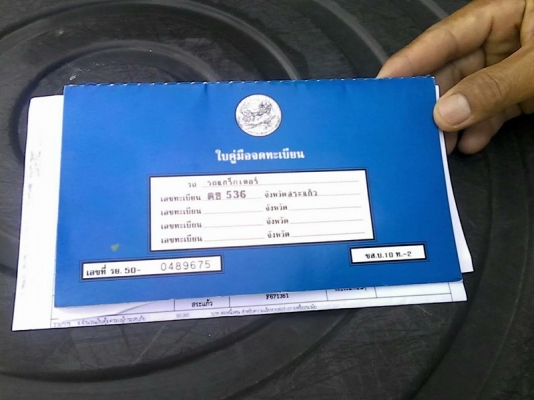 ใบคู่มือจดทะเบียน
รถ รถแทรีกเตอร์
เลขทะเบียน ตฮ 536 จังหวัดสระแก้ว
เลขทะเบียน จังหวัด
เลขทะเบียน จังหวัด
เลขทะเบียน จังหวัด
เลขที่ รย. 50- 0489675
ขส.บ.10 ท.-2
สระแก้ว